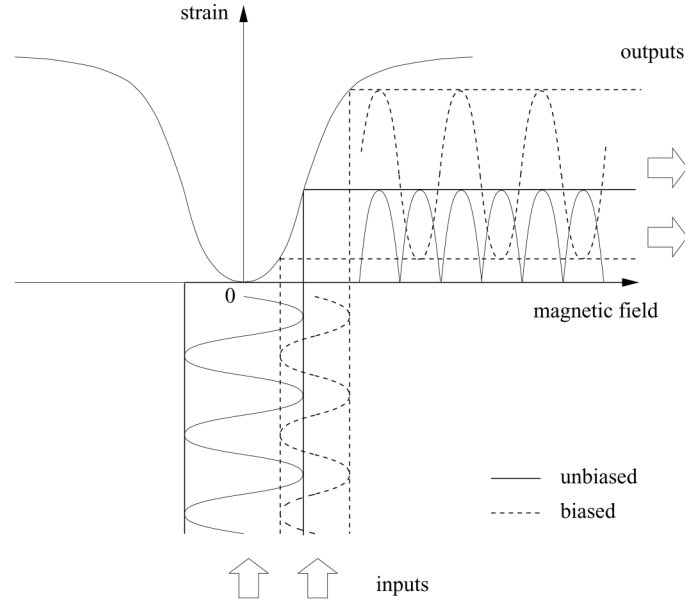 strain
outputs
0
magnetic field
unbiased
biased
inputs